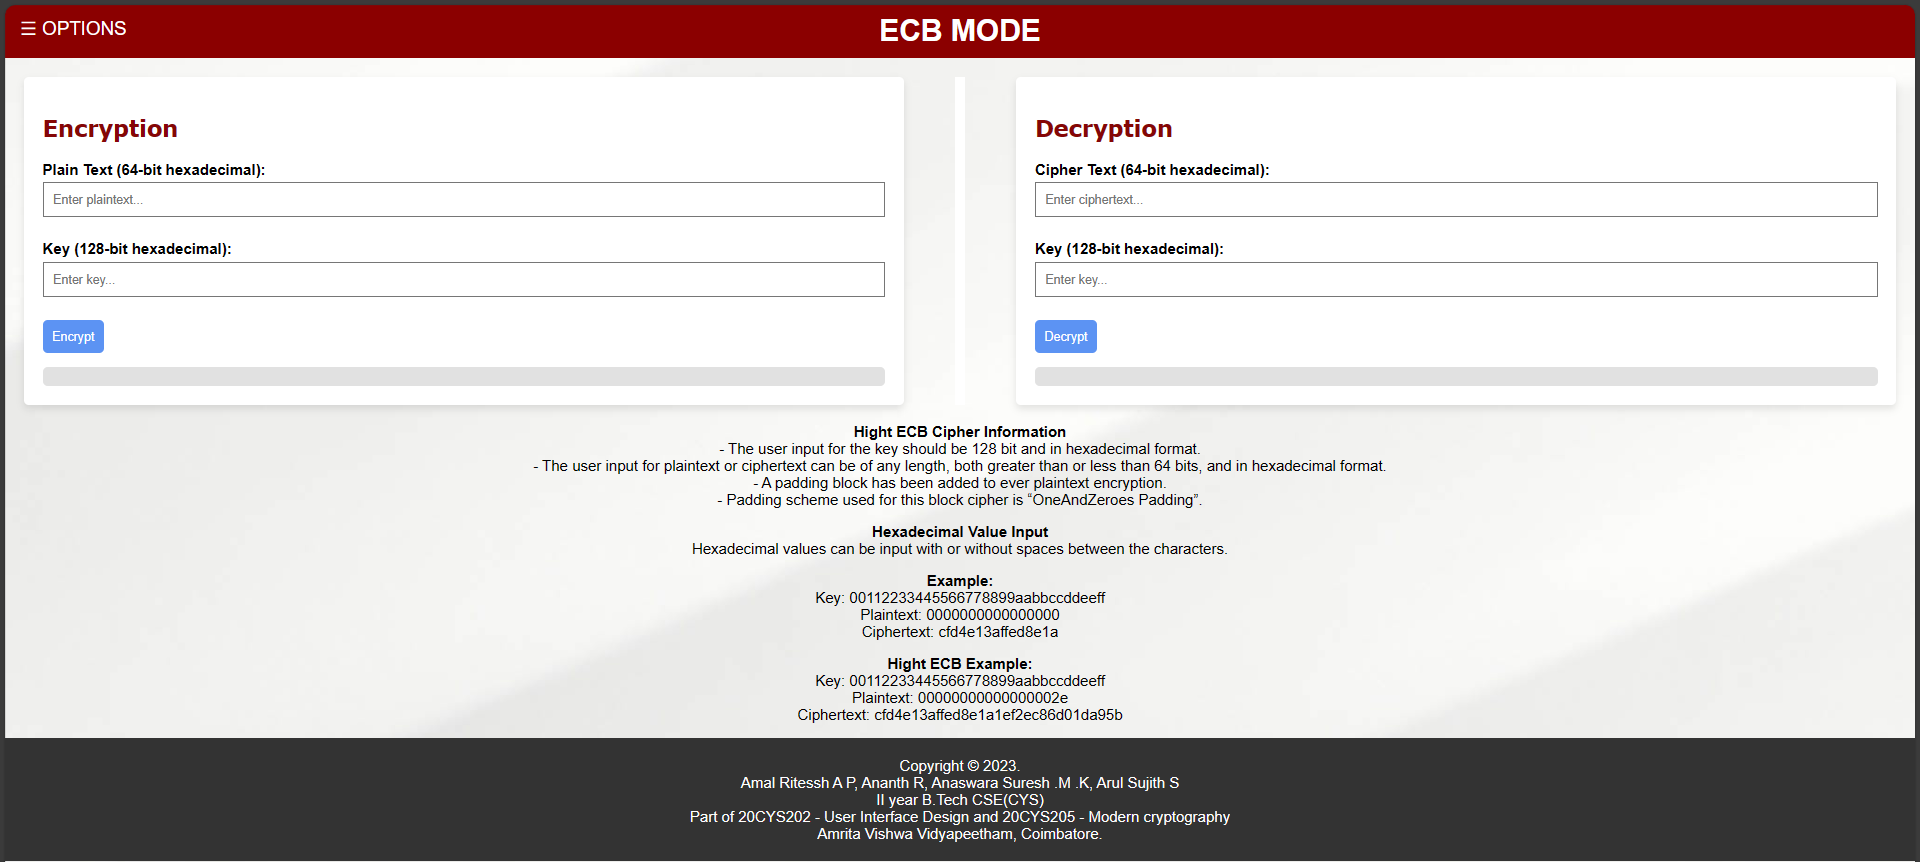 ☰ OPTIONS
ECB MODE
Encryption
Plain Text (64-bit hexadecimal):
Enter plaintext...
Key (128-bit hexadecimal):
Enter key...
Encrypt
Decryption
Cipher Text (64-bit hexadecimal):
Enter ciphertext...
Key (128-bit hexadecimal):
Enter key...
Decrypt
Hight ECB Cipher Information
- The user input for the key should be 128 bit and in hexadecimal format.
- The user input for plaintext or ciphertext can be of any length, both greater than or less than 64 bits, and in hexadecimal format.
- A padding block has been added to ever plaintext encryption.
- Padding scheme used for this block cipher is “OneAndZeroes Padding”.
Hexadecimal Value Input
Hexadecimal values can be input with or without spaces between the characters.
Example:
Key: 00112233445566778899aabbccddeeff
Plaintext: 0000000000000000
Ciphertext: cfd4e13affed8e1a
Hight ECB Example:
Key: 00112233445566778899aabbccddeeff
Plaintext: 00000000000000002e
Ciphertext: cfd4e13affed8e1a1ef2ec86d01da95b
Copyright © 2023.
Amal Ritessh A P, Ananth R, Anaswara Suresh .M .K, Arul Sujith S
II year B.Tech CSE(CYS)
Part of 20CYS202 - User Interface Design and 20CYS205 - Modern cryptography
Amrita Vishwa Vidyapeetham, Coimbatore.